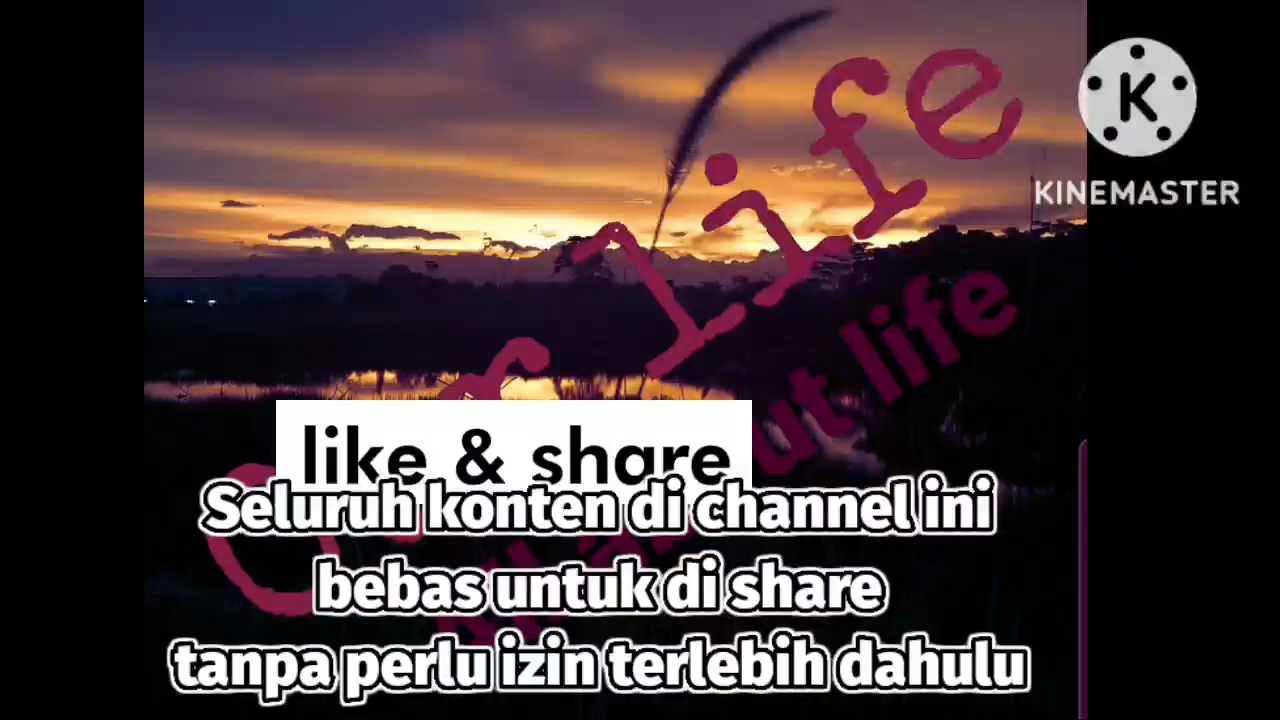 K
KINEMASTER
life
ut life
like & share
Seluruh konten di channel ini
bebas untuk di share
tanpa perlu izin terlebih dahulu